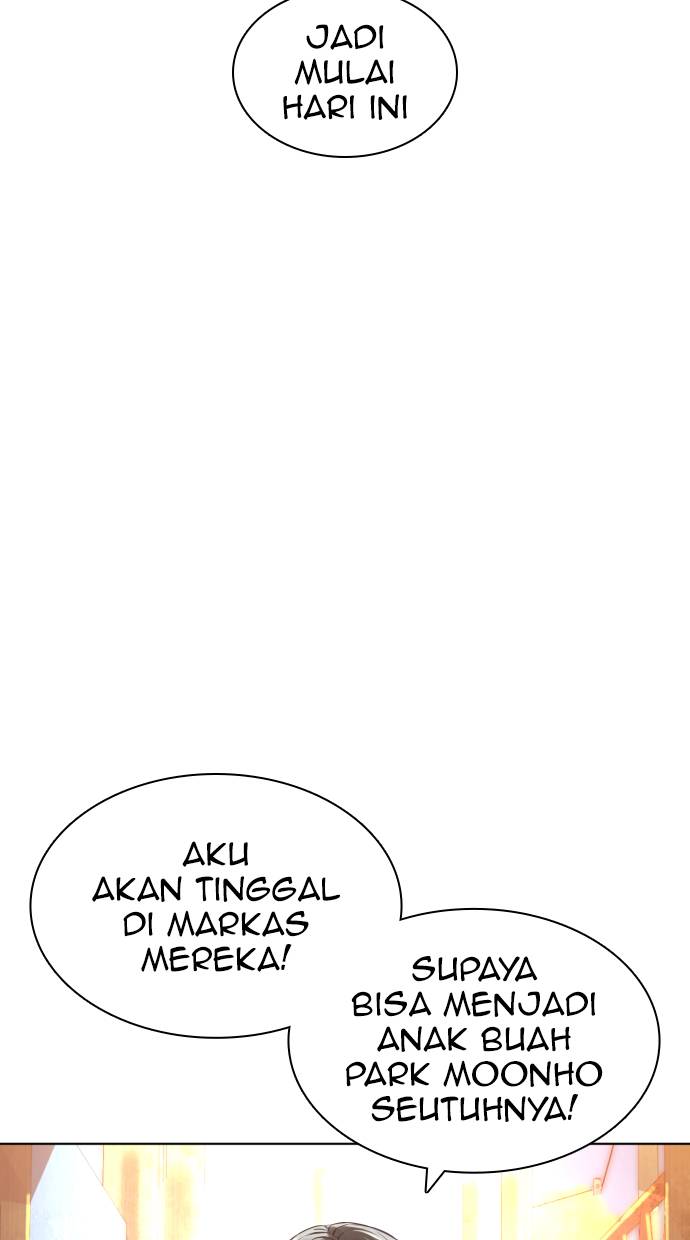 JADI
MULAI
HARI INI
AKU
AKAN TINGGAL
DI MARKAS
MEREKA!
SUPAYA
BISA MENJADI
ANAK BUAH
PARK MOONHO
SEUTUHNYA!